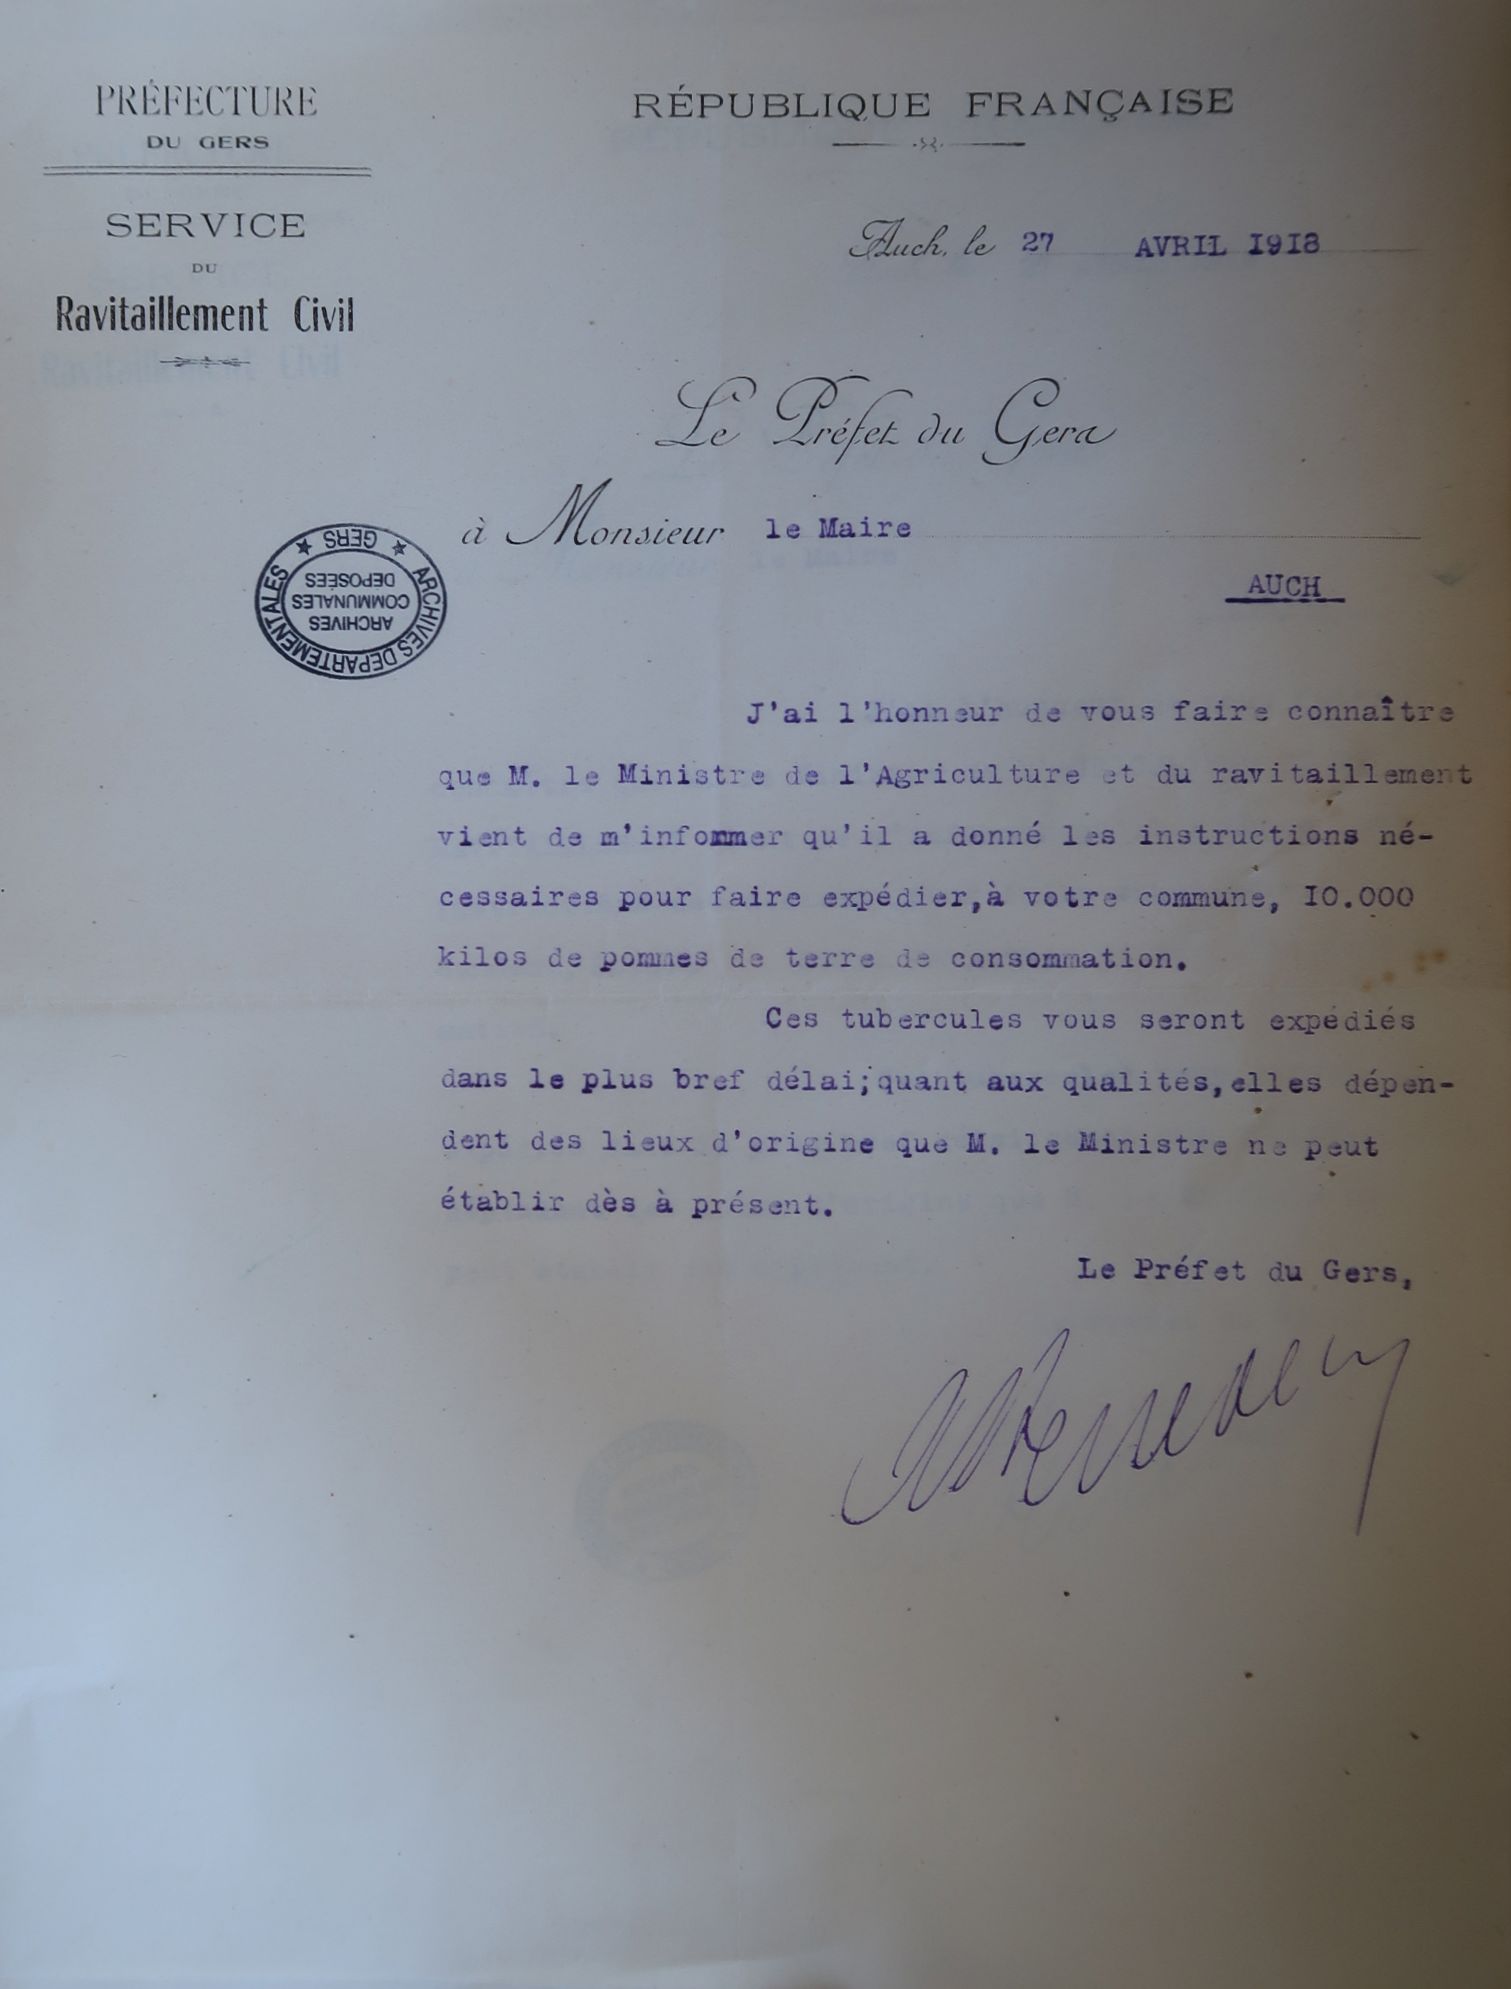 PRÉFECTURE
DU GERS
SERVICE
DU
Ravitaillement Civil
RÉPUBLIQUE FRANÇAISE
Auch, le 27 AVRIL 1918
Le Préfet du Gers
à Monsieur le Maire
AUCH
ARCHIVES DEPARTEMENTALES
★ GERS ★
ARCHIVES
COMMUNALES
DEPOSÉES
J'ai l'honneur de vous faire connaître
que M. le Ministre de l'Agriculture et du ravitaillement
vient de m'informer qu'il a donné les instructions né-
cessaires pour faire expédier,à votre commune, 10.000
kilos de pommes de terre de consommation.
Ces tubercules vous seront expédiés
dans le plus bref délai;quant aux qualités,elles dépen-
dent des lieux d'origine que M. le Ministre ne peut
établir dès à présent.
Le Préfet du Gers,